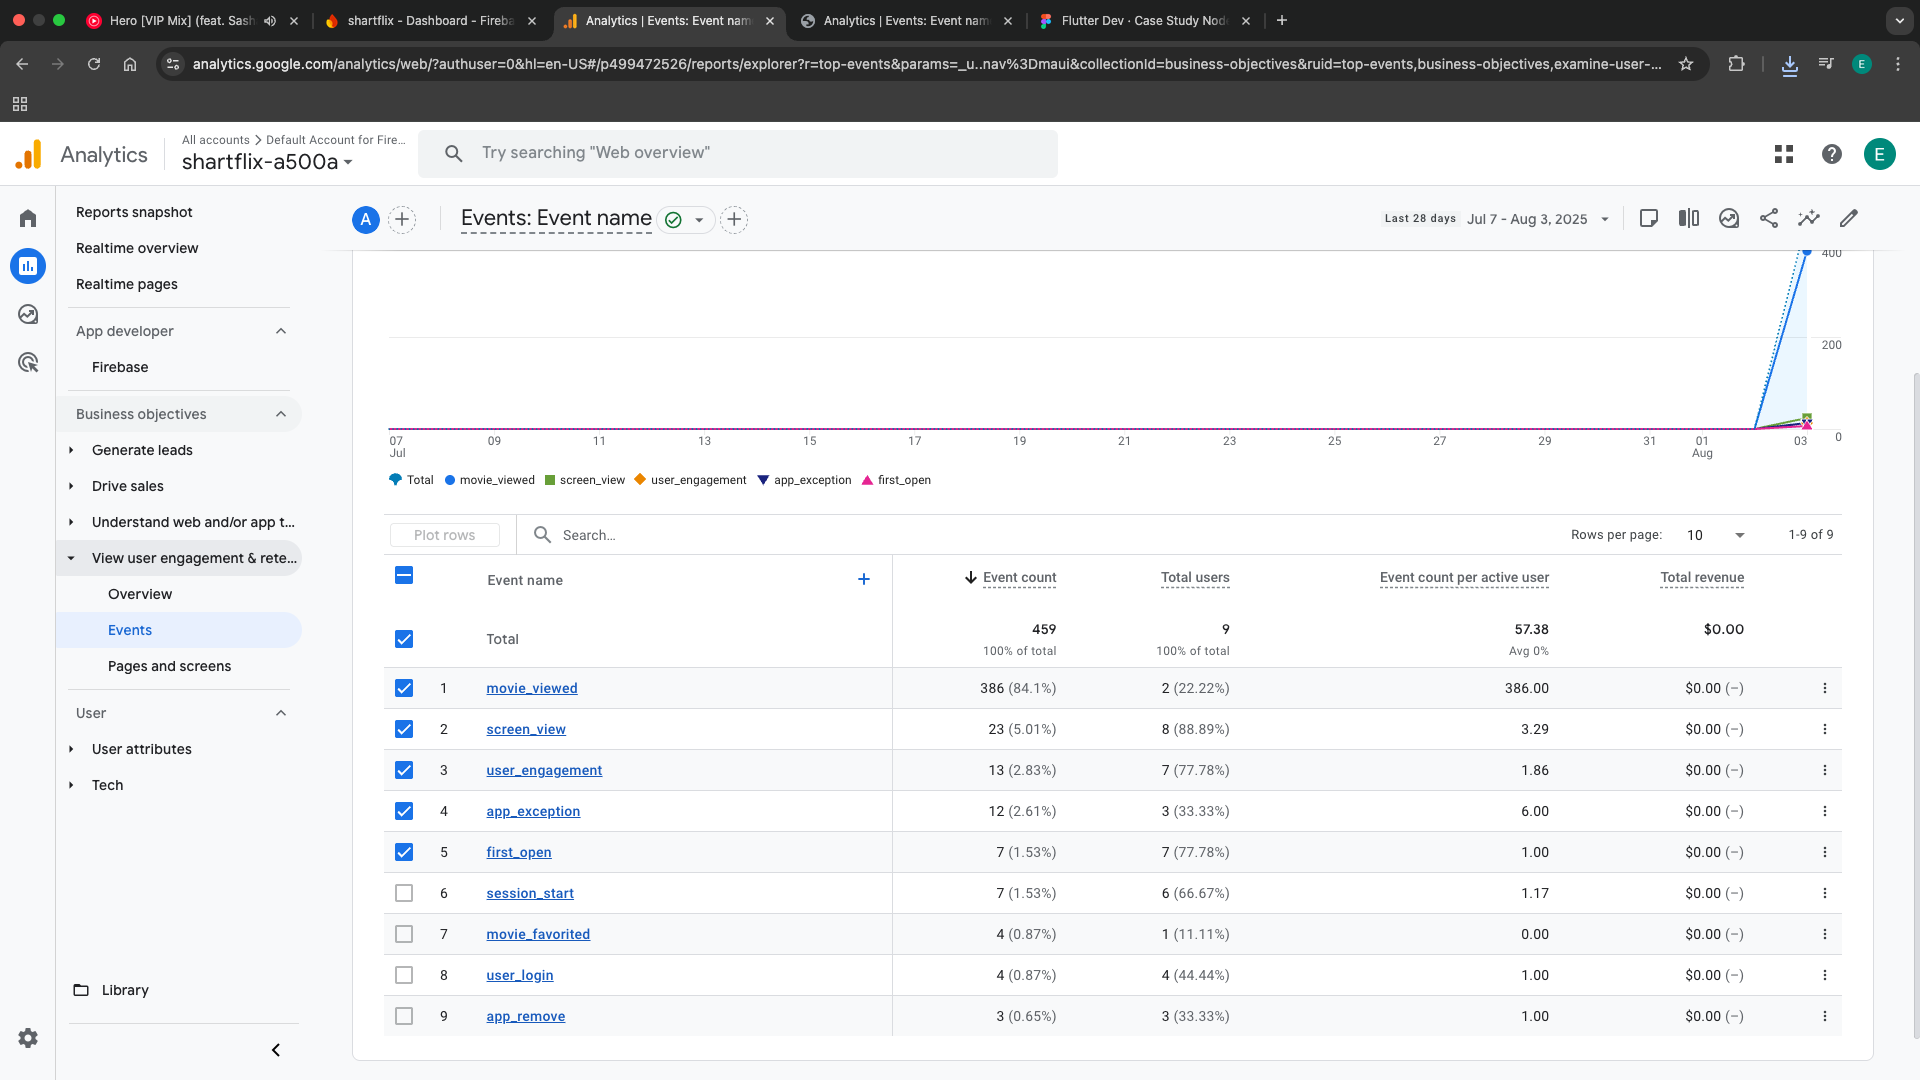 Hero [VIP Mix] (feat. Sash
shartflix - Dashboard - Fireba
Analytics | Events: Event nam
Analytics | Events: Event nam
Flutter Dev · Case Study Nod
analytics.google.com/analytics/web/?authuser=0&hl=en-US#/p499472526/reports/explorer?r=top-events&params=_u..nav%3Dmaui&collectionId=business-objectives&ruid=top-events,business-objectives,examine-user-...
E
Analytics
All accounts > Default Account for Fire...
shartflix-a500a
Try searching "Web overview"
E
Reports snapshot
Realtime overview
Realtime pages
App developer
Firebase
Business objectives
Generate leads
Drive sales
Understand web and/or app t...
View user engagement & rete...
Overview
Events
Pages and screens
User
User attributes
Tech
Library
A
Events: Event name
Last 28 days Jul 7 - Aug 3, 2025
400
200
0
07 Jul 09 11 13 15 17 19 21 23 25 27 29 31 01 Aug 03
Total movie_viewed screen_view user_engagement app_exception first_open
Plot rows Search... Rows per page: 10 1-9 of 9
Event name + Event count Total users Event count per active user Total revenue
Total 459 9 57.38 $0.00
100% of total 100% of total Avg 0%
1 movie_viewed 386 (84.1%) 2 (22.22%) 386.00 $0.00 (–)
2 screen_view 23 (5.01%) 8 (88.89%) 3.29 $0.00 (–)
3 user_engagement 13 (2.83%) 7 (77.78%) 1.86 $0.00 (–)
4 app_exception 12 (2.61%) 3 (33.33%) 6.00 $0.00 (–)
5 first_open 7 (1.53%) 7 (77.78%) 1.00 $0.00 (–)
6 session_start 7 (1.53%) 6 (66.67%) 1.17 $0.00 (–)
7 movie_favorited 4 (0.87%) 1 (11.11%) 0.00 $0.00 (–)
8 user_login 4 (0.87%) 4 (44.44%) 1.00 $0.00 (–)
9 app_remove 3 (0.65%) 3 (33.33%) 1.00 $0.00 (–)